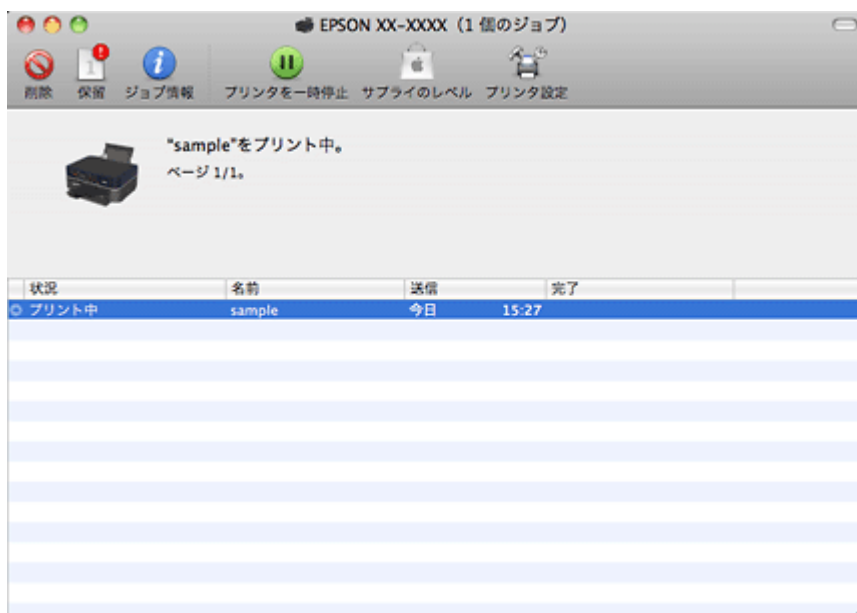 EPSON XX-XXXX（1 個のジョブ）
削除 保留 ジョブ情報 プリンタを一時停止 サプライのレベル プリンタ設定
"sample"をプリント中。
ページ 1/1。
状況 名前 送信 完了
プリント中 sample 今日 15:27